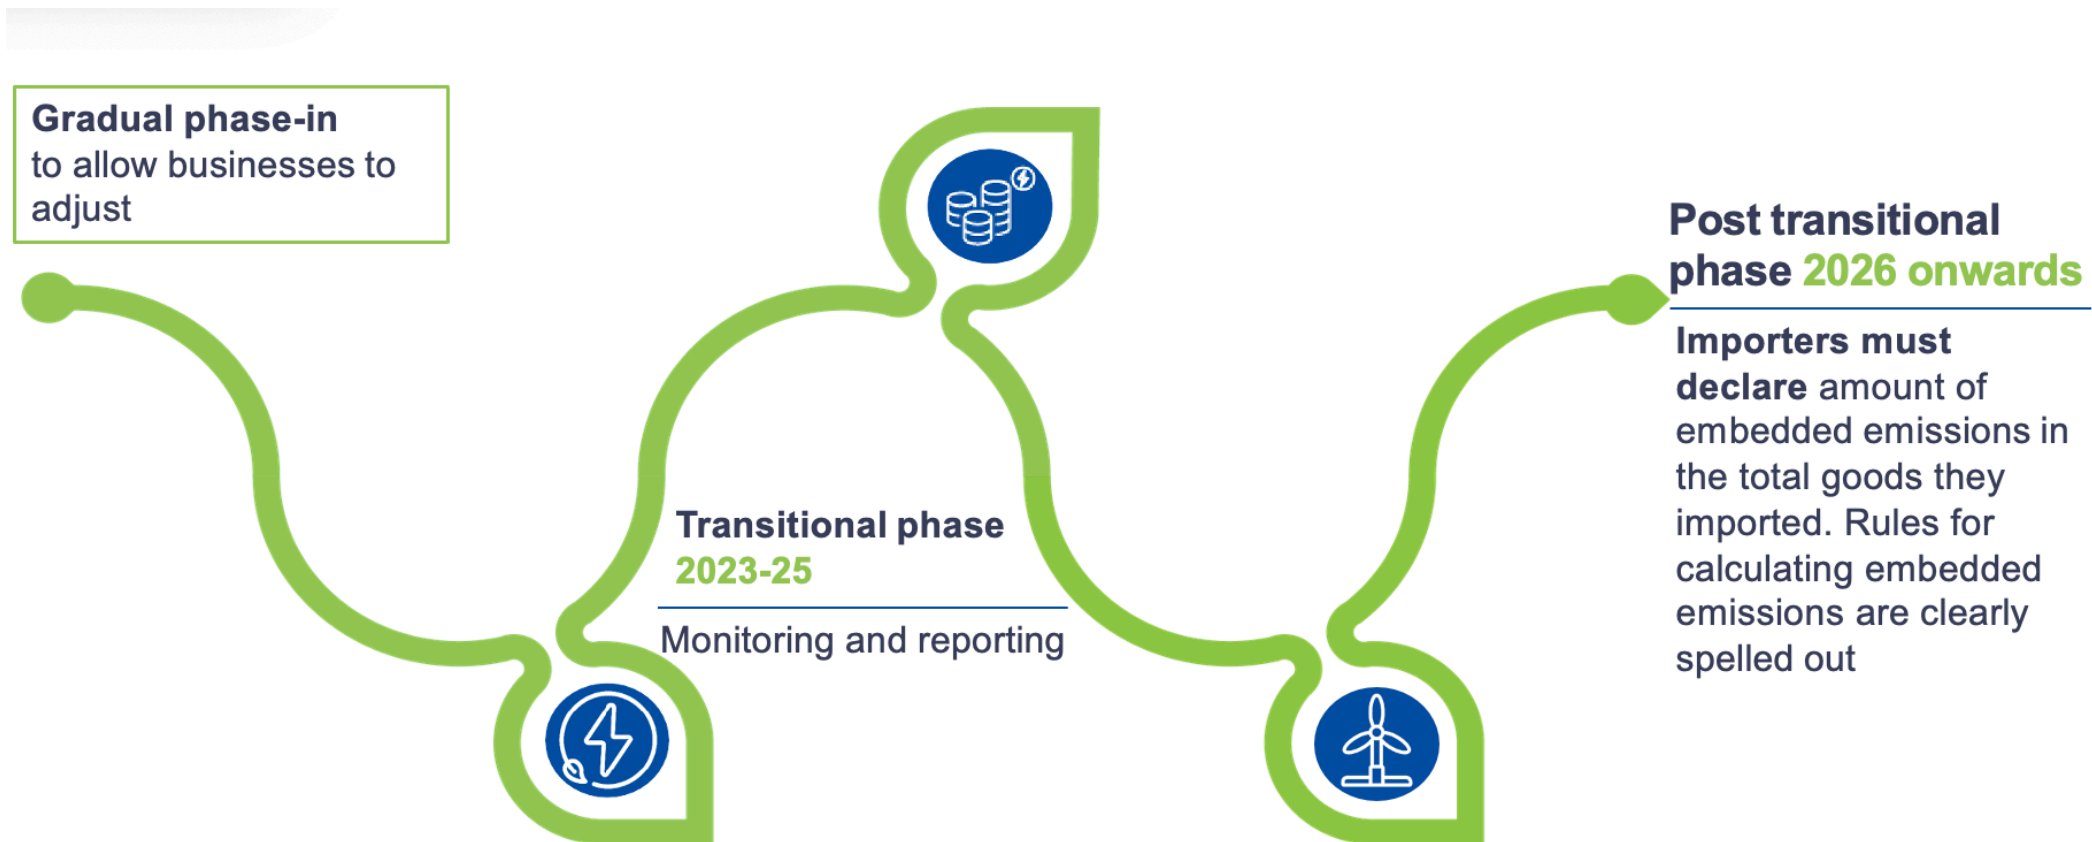 Gradual phase-in
to allow businesses to
adjust
Transitional phase
2023-25
Monitoring and reporting
Post transitional
phase 2026 onwards
Importers must
declare amount of
embedded emissions in
the total goods they
imported. Rules for
calculating embedded
emissions are clearly
spelled out